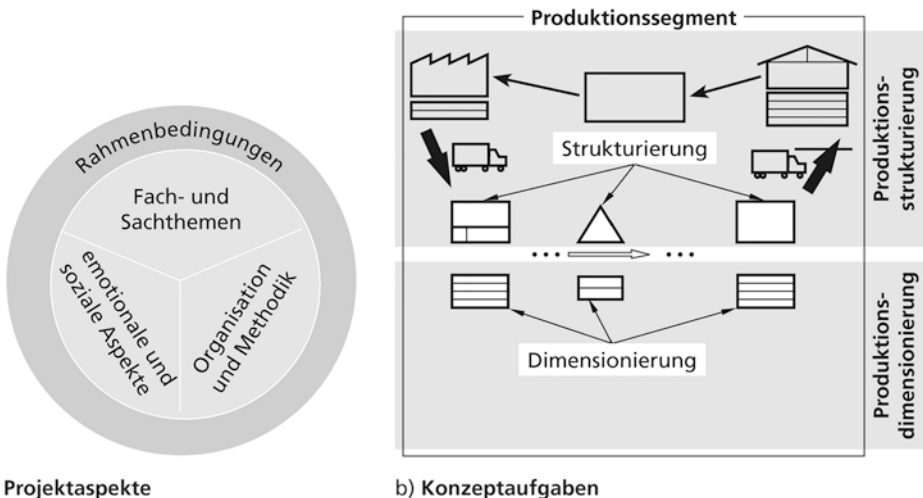 Rahmenbedingungen
Fach- und
Sachthemen
emotionale und
soziale Aspekte
Organisation
und Methodik
Projektaspekte
Produktionssegment
Strukturierung
Produktions-
strukturierung
Dimensionierung
Produktions-
dimensionierung
b) Konzeptaufgaben